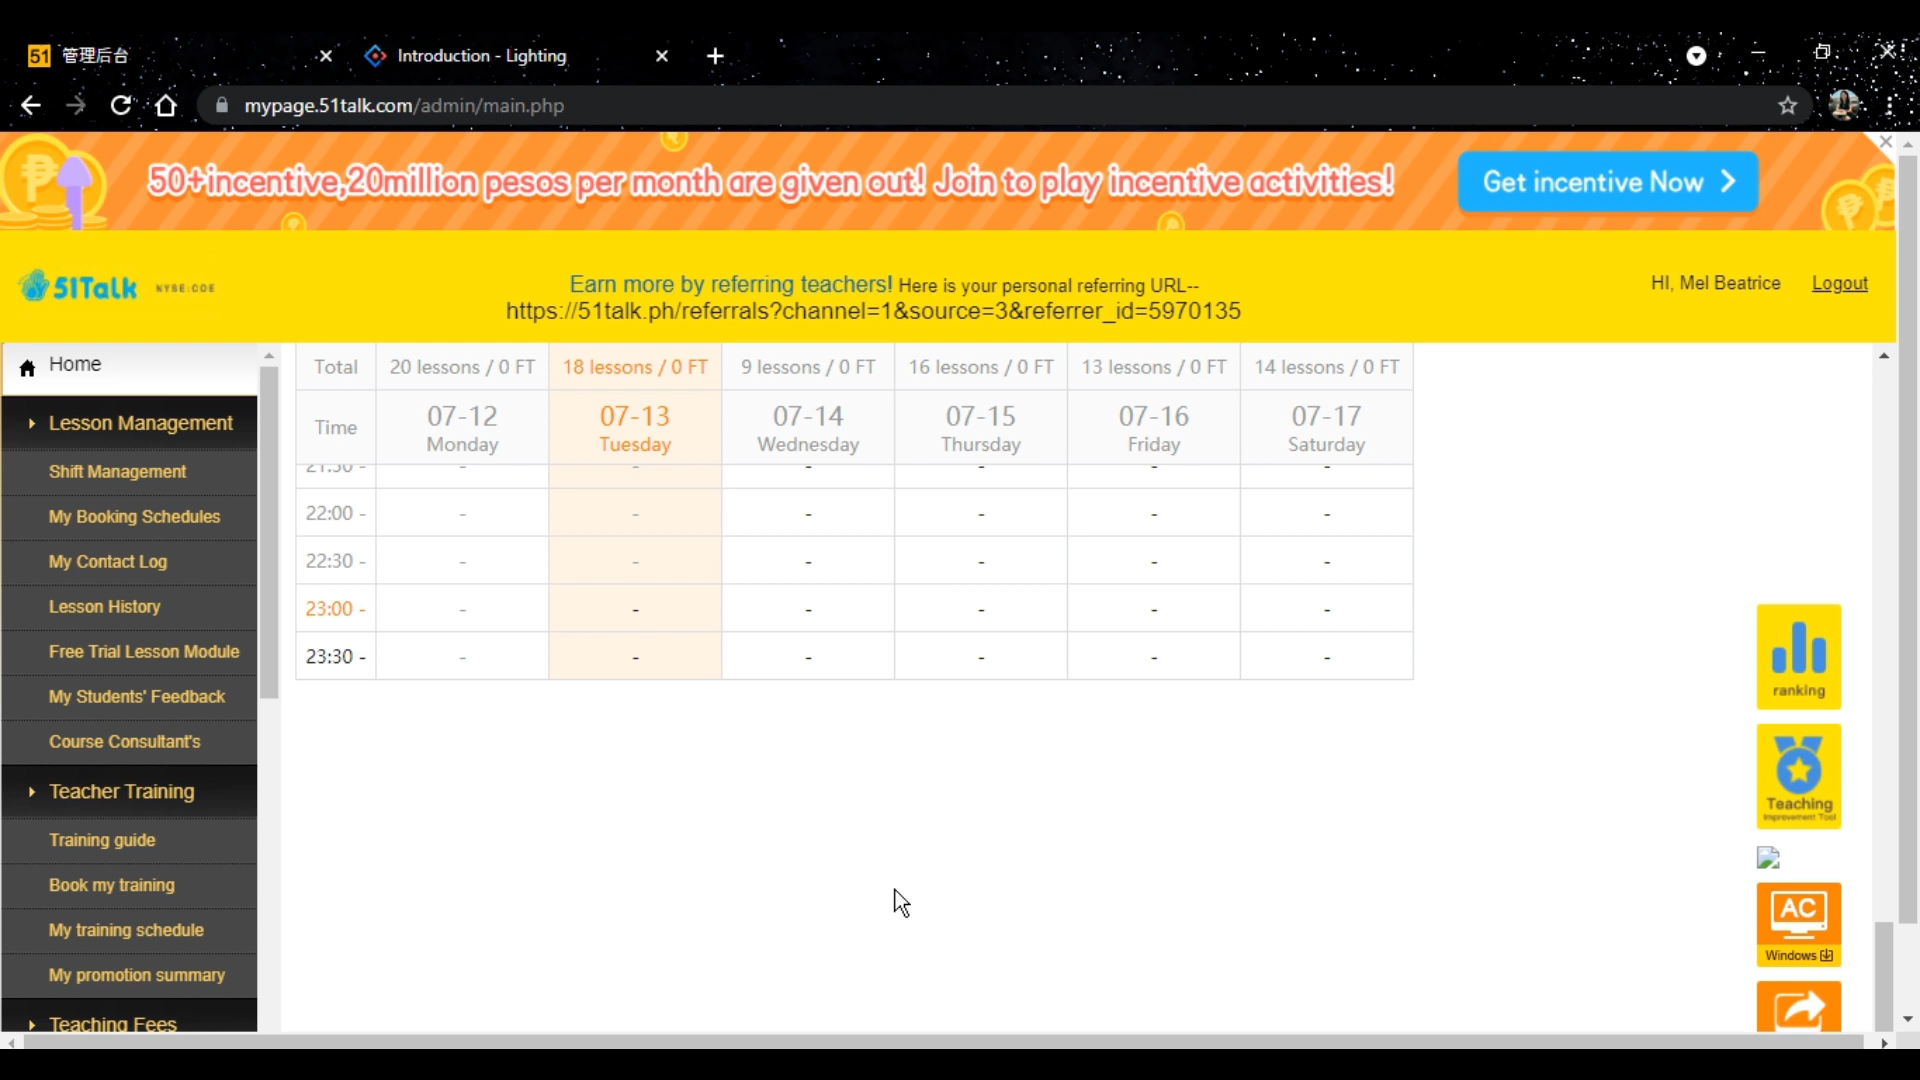 51 管理后台
Introduction - Lighting
mypage.51talk.com/admin/main.php
50+incentive,20million pesos per month are given out! Join to play incentive activities!
Get incentive Now
51Talk NYSE:COE
Earn more by referring teachers! Here is your personal referring URL--
https://51talk.ph/referrals?channel=1&source=3&referrer_id=5970135
HI, Mel Beatrice
Logout
Home
Lesson Management
Shift Management
My Booking Schedules
My Contact Log
Lesson History
Free Trial Lesson Module
My Students' Feedback
Course Consultant's
Teacher Training
Training guide
Book my training
My training schedule
My promotion summary
Teaching Fees
Total 20 lessons / 0 FT 18 lessons / 0 FT 9 lessons / 0 FT 16 lessons / 0 FT 13 lessons / 0 FT 14 lessons / 0 FT
Time 07-12 07-13 07-14 07-15 07-16 07-17
Monday Tuesday Wednesday Thursday Friday Saturday
21:30 - - - - - - -
22:00 - - - - - - -
22:30 - - - - - - -
23:00 - - - - - - -
23:30 - - - - - - -
ranking
Teaching
Improvement Tool
AC
Windows